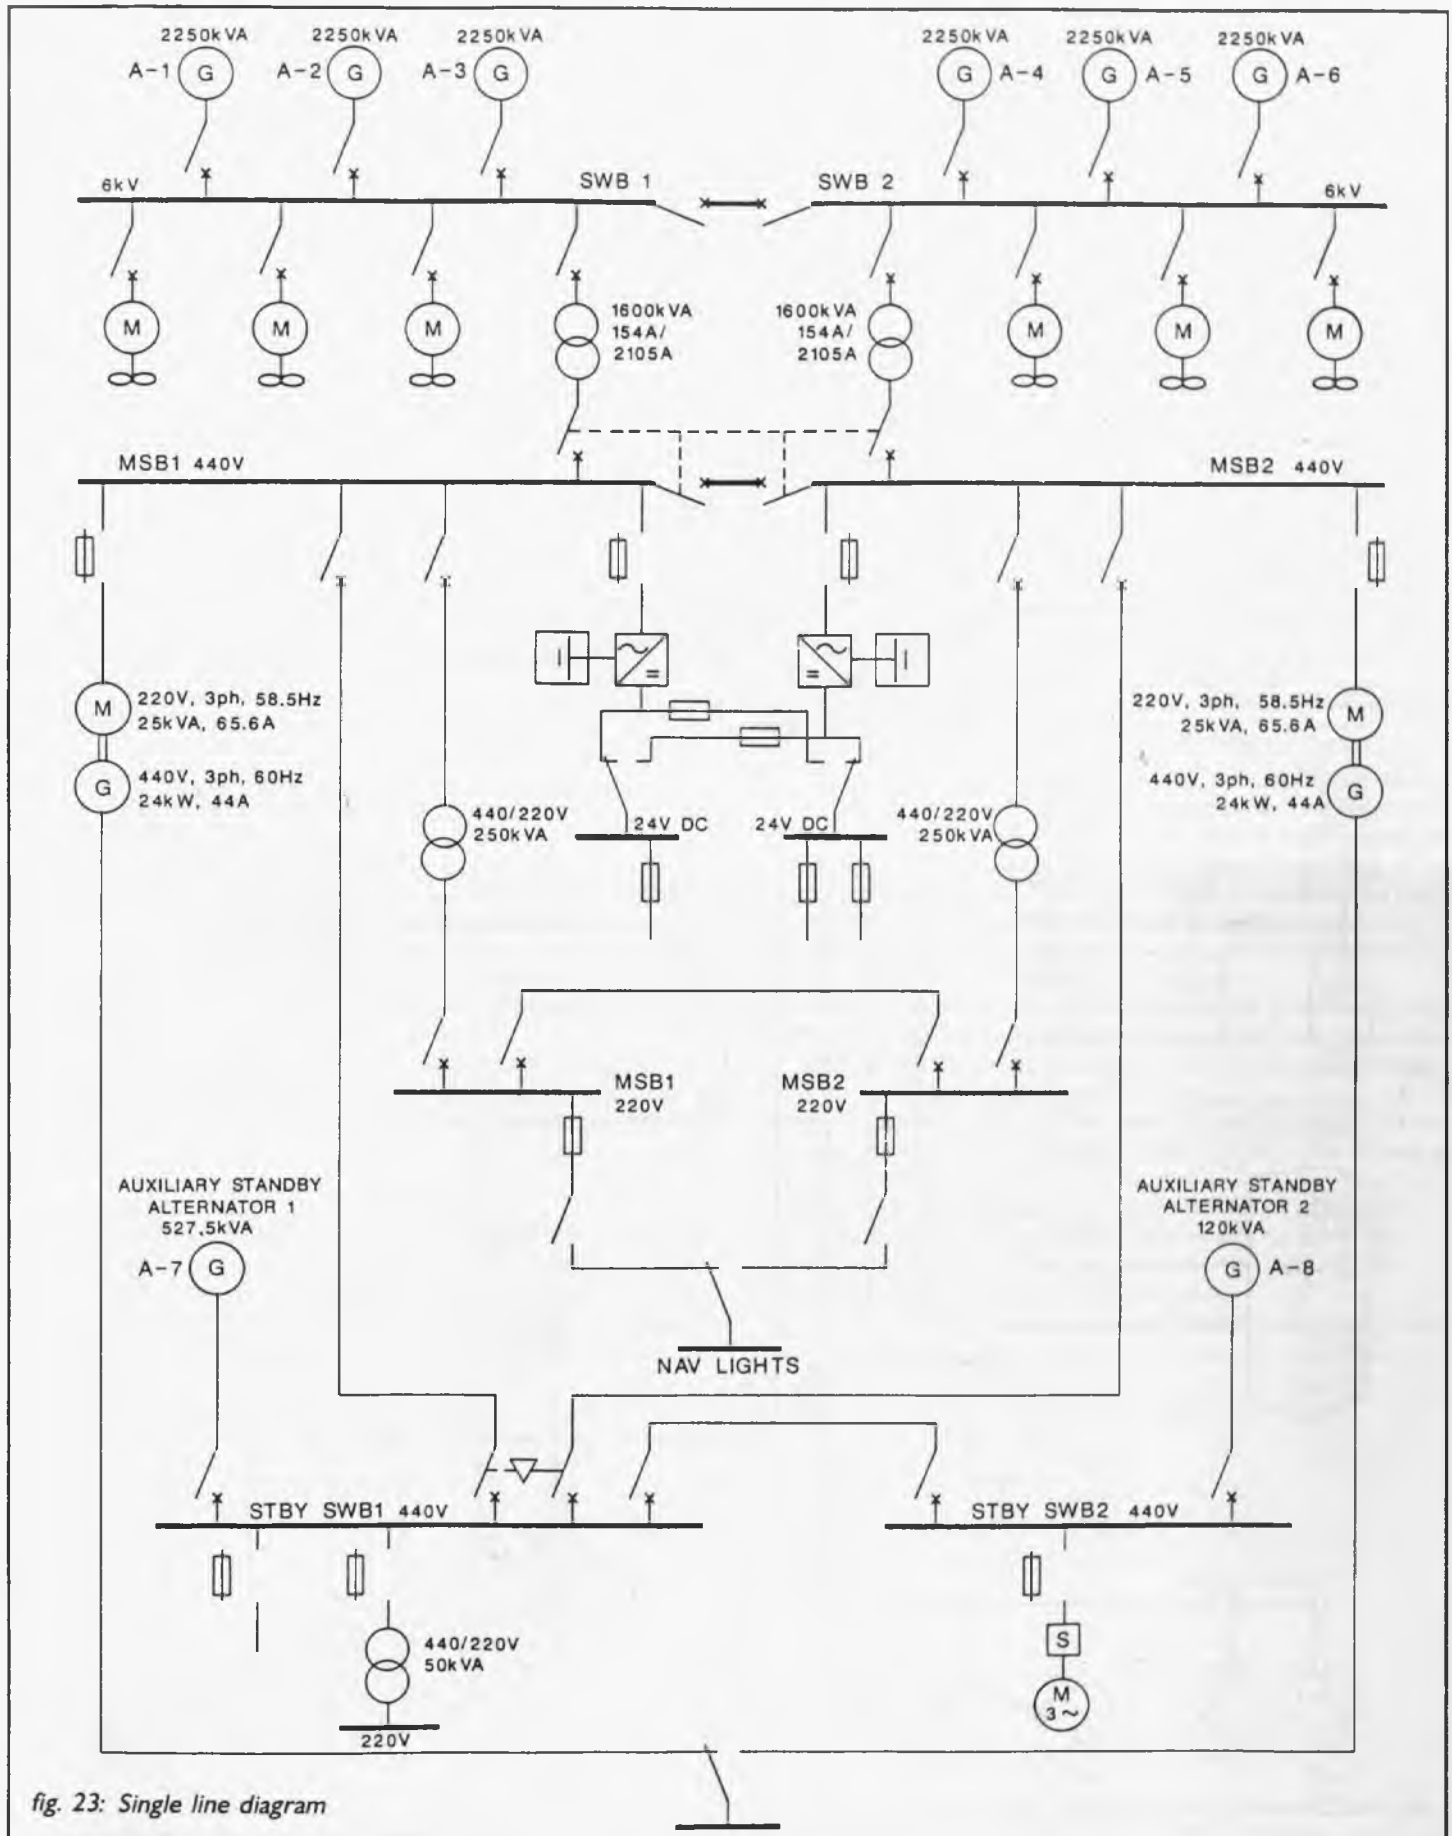 2250kVA 2250kVA 2250kVA 2250kVA 2250kVA 2250kVA
A-1 G A-2 G A-3 G G A-4 G A-5 G A-6
6kV SWB 1 SWB 2 6kV
M M M M M M
1600kVA
154A/
2105A
1600kVA
154A/
2105A
MSB1 440V MSB2 440V
M 220V, 3ph, 58.5Hz
25kVA, 65.6A
G 440V, 3ph, 60Hz
24kW, 44A
220V, 3ph, 58.5Hz M
25kVA, 65.6A
440V, 3ph, 60Hz G
24kW, 44A
440/220V
250kVA
24V DC 24V DC
440/220V
250kVA
MSB1
220V
MSB2
220V
AUXILIARY STANDBY
ALTERNATOR 1
527,5kVA
A-7 G
AUXILIARY STANDBY
ALTERNATOR 2
120kVA
G A-8
NAV LIGHTS
STBY SWB1 440V STBY SWB2 440V
440/220V
50kVA
220V
S
M
3~
fig. 23: Single line diagram